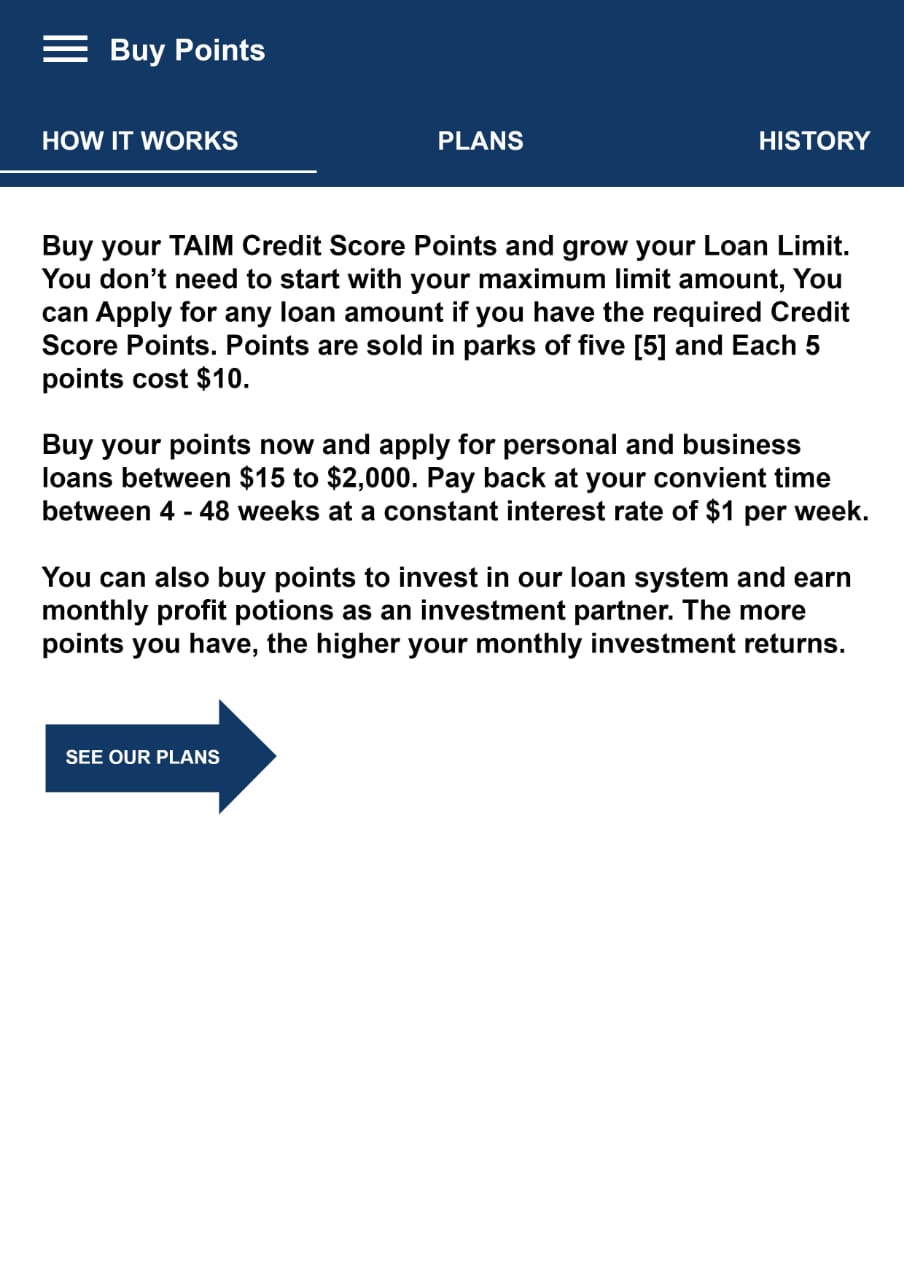 Buy Points
HOW IT WORKS PLANS HISTORY
Buy your TAIM Credit Score Points and grow your Loan Limit.
You don’t need to start with your maximum limit amount, You
can Apply for any loan amount if you have the required Credit
Score Points. Points are sold in parks of five [5] and Each 5
points cost $10.
Buy your points now and apply for personal and business
loans between $15 to $2,000. Pay back at your convient time
between 4 - 48 weeks at a constant interest rate of $1 per week.
You can also buy points to invest in our loan system and earn
monthly profit potions as an investment partner. The more
points you have, the higher your monthly investment returns.
SEE OUR PLANS